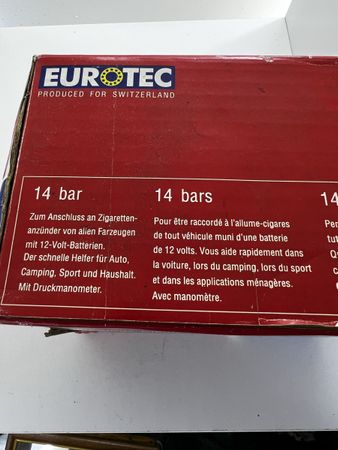 EUROTEC
PRODUCED FOR SWITZERLAND
14 bar
Zum Anschluss an Zigaretten-
anzünder von alien Farzeugen
mit 12-Volt-Batterien.
Der schnelle Helfer für Auto,
Camping, Sport und Haushalt.
Mit Druckmanometer.
14 bars
Pour être raccordé à l'allume-cigares
de tout véhicule muni d'une batterie
de 12 volts. Vous aide rapidement dans
la voiture, lors du camping, lors du sport
et dans les applications ménagères.
Avec manomètre.
14
Per
tut